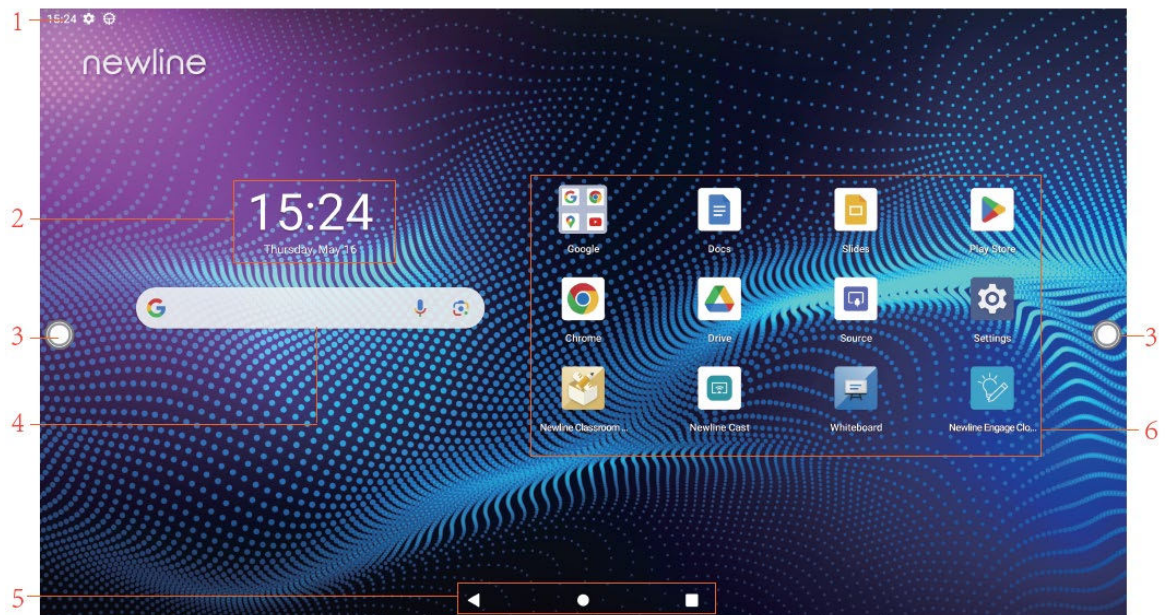 1
15:24
newline
2
15:24
Thursday, May 16
3
3
4
Google
Docs
Slides
Play Store
Chrome
Drive
Source
Settings
Newline Classroom...
Newline Cast
Whiteboard
Newline Engage Clo...
6
5